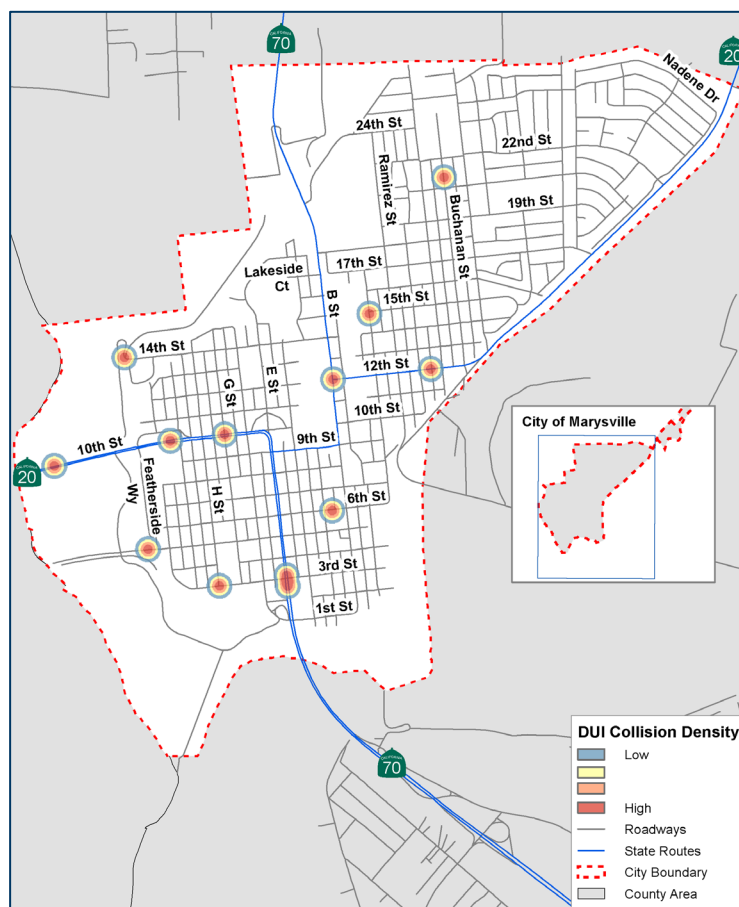 CALIFORNIA
70
20
Nadene Dr
24th St
22nd St
Ramirez St
Buchanan St
19th St
17th St
Lakeside
Ct
B St
15th St
14th St
12th St
G St
E St
10th St
9th St
10th St
20
Featherside
Wy
H St
6th St
3rd St
1st St
City of Marysville
70
DUI Collision Density
Low
High
Roadways
State Routes
City Boundary
County Area